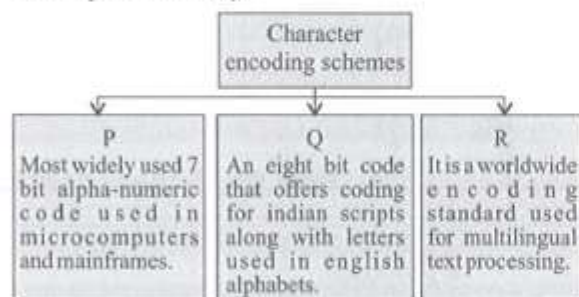 Character
encoding schemes
P
Most widely used 7
bit alpha-numeric
code used in
microcomputers
and mainframes.
Q
An eight bit code
that offers coding
for indian scripts
along with letters
used in english
alphabets.
R
It is a worldwide
encoding
standard used
for multilingual
text processing.